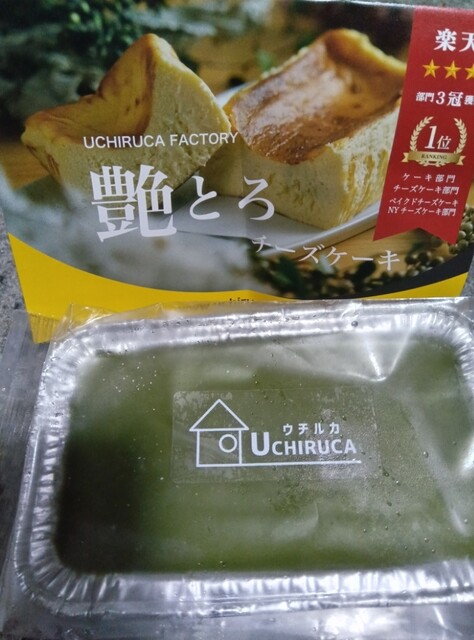 楽天
部門3冠獲
1位
RANKING
ケーキ部門
チーズケーキ部門
ベイクドチーズケーキ
NYチーズケーキ部門
UCHIRUCA FACTORY
艶とろ
チーズケーキ
ウチルカ
UCHIRUCA